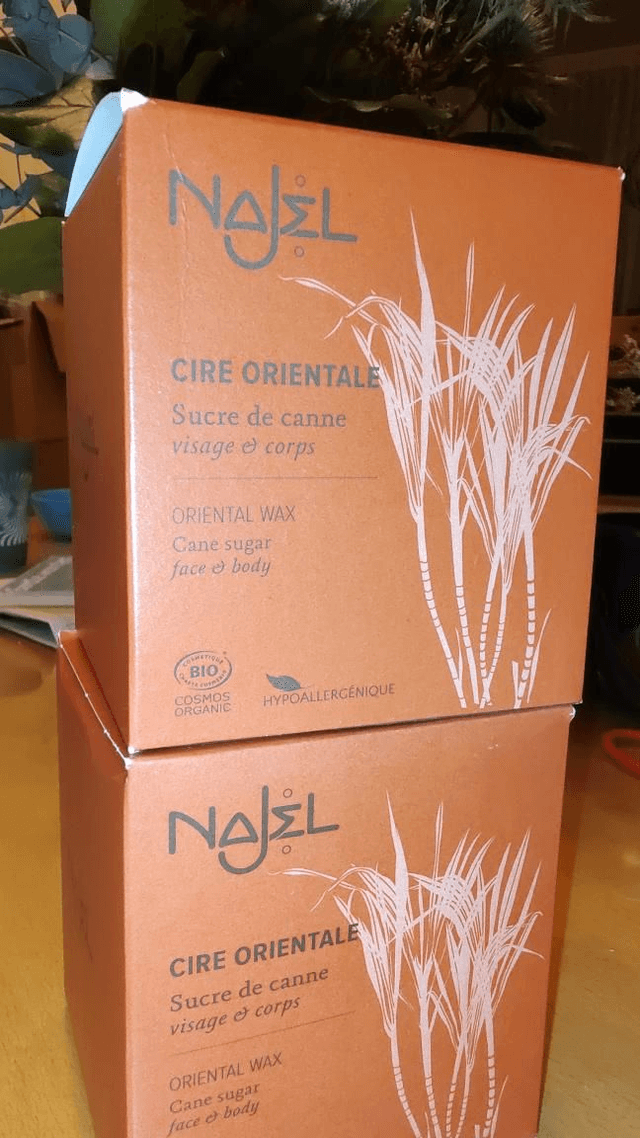 NAJEL
CIRE ORIENTALE
Sucre de canne
visage & corps
ORIENTAL WAX
Cane sugar
face & body
COSMETIQUE
BIO
COSMOS
ORGANIC
HYPOALLERGÉNIQUE
NAJEL
CIRE ORIENTALE
Sucre de canne
visage & corps
ORIENTAL WAX
Cane sugar
face & body